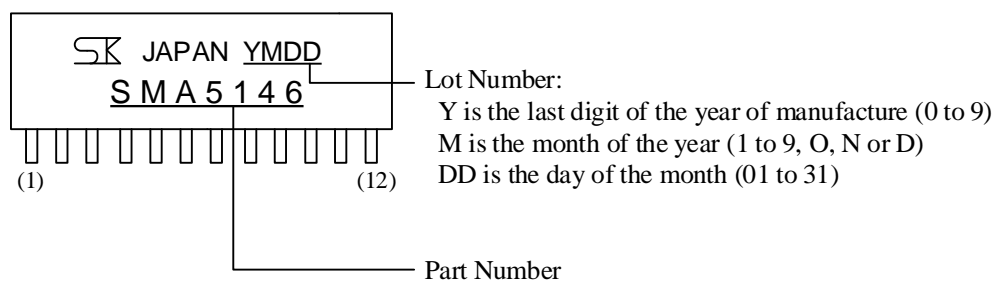 SK JAPAN YMDD
SMA5146
(1) (12)
Lot Number:
Y is the last digit of the year of manufacture (0 to 9)
M is the month of the year (1 to 9, O, N or D)
DD is the day of the month (01 to 31)
Part Number